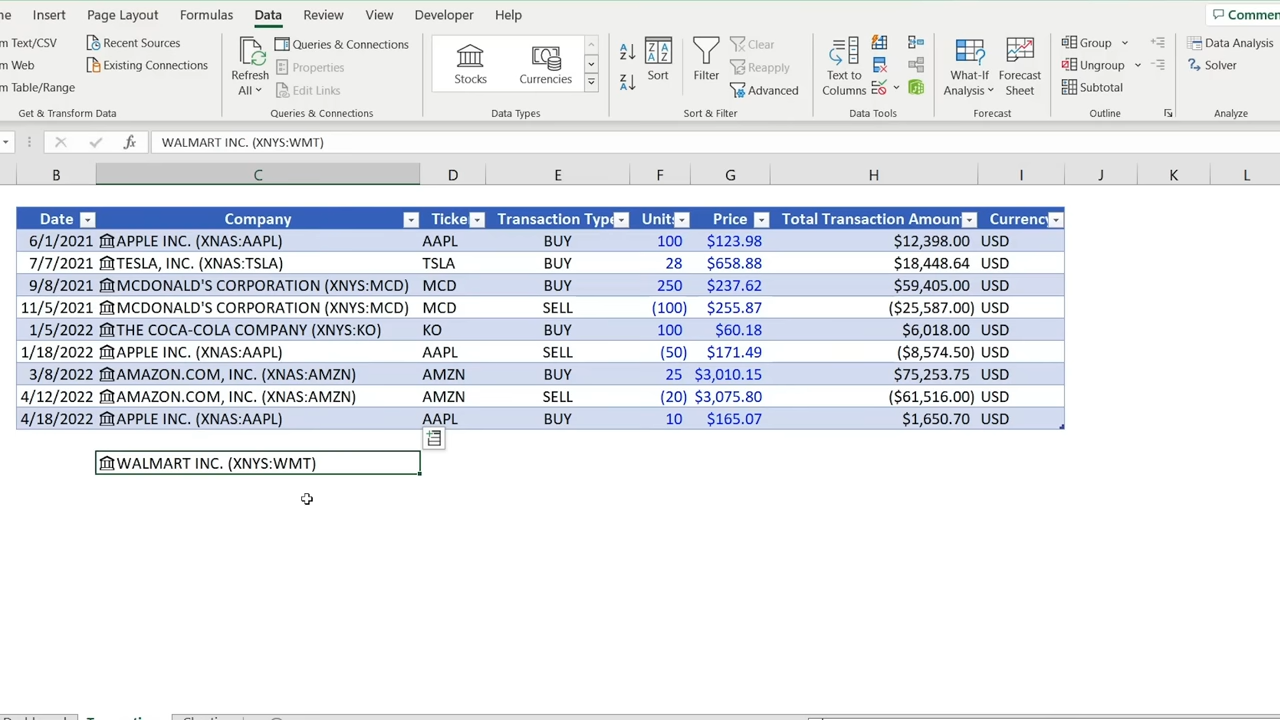 Insert Page Layout Formulas Data Review View Developer Help
Text/CSV Recent Sources Queries & Connections Clear Group Data Analysis
Web Existing Connections Properties Reapply Ungroup Solver
Table/Range Refresh All Edit Links Stocks Currencies Sort Filter Advanced Text to Columns What-If Analysis Forecast Sheet Subtotal
Get & Transform Data Queries & Connections Data Types Sort & Filter Data Tools Forecast Outline Analyze
fx WALMART INC. (XNYS:WMT)
B C D E F G H I J K L
Date Company Ticke Transaction Type Units Price Total Transaction Amoun Currency
6/1/2021 APPLE INC. (XNAS:AAPL) AAPL BUY 100 $123.98 $12,398.00 USD
7/7/2021 TESLA, INC. (XNAS:TSLA) TSLA BUY 28 $658.88 $18,448.64 USD
9/8/2021 MCDONALD'S CORPORATION (XNYS:MCD) MCD BUY 250 $237.62 $59,405.00 USD
11/5/2021 MCDONALD'S CORPORATION (XNYS:MCD) MCD SELL (100) $255.87 ($25,587.00) USD
1/5/2022 THE COCA-COLA COMPANY (XNYS:KO) KO BUY 100 $60.18 $6,018.00 USD
1/18/2022 APPLE INC. (XNAS:AAPL) AAPL SELL (50) $171.49 ($8,574.50) USD
3/8/2022 AMAZON.COM, INC. (XNAS:AMZN) AMZN BUY 25 $3,010.15 $75,253.75 USD
4/12/2022 AMAZON.COM, INC. (XNAS:AMZN) AMZN SELL (20) $3,075.80 ($61,516.00) USD
4/18/2022 APPLE INC. (XNAS:AAPL) AAPL BUY 10 $165.07 $1,650.70 USD
WALMART INC. (XNYS:WMT)